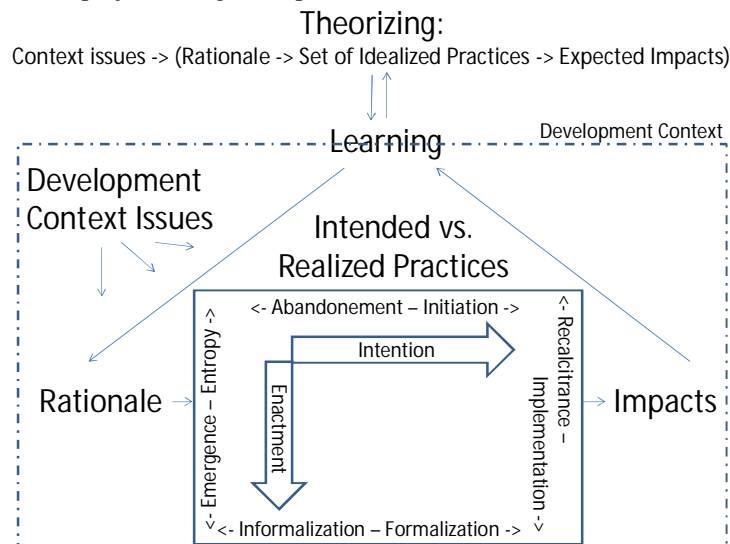 Theorizing:
Context issues -> (Rationale -> Set of Idealized Practices -> Expected Impacts)
Development Context
Learning
Development
Context Issues
Intended vs.
Realized Practices
<- Abandonement – Initiation ->
Intention
Enactment
<- Emergence – Entropy ->
<- Recalcitrance –
Implementation ->
Rationale
Impacts
<- Informalization – Formalization ->